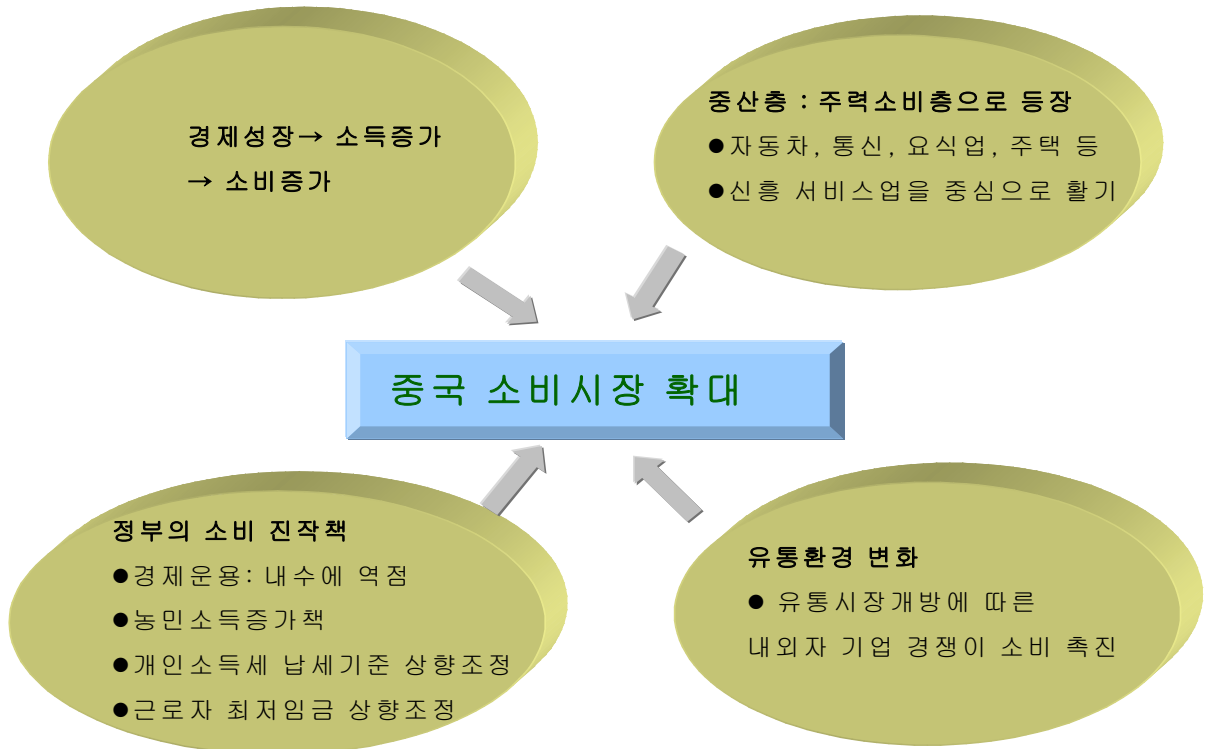 경제성장→ 소득증가
→ 소비증가
중산층 : 주력소비층으로 등장
●자동차, 통신, 요식업, 주택 등
●신흥 서비스업을 중심으로 활기
중국 소비시장 확대
정부의 소비 진작책
●경제운용: 내수에 역점
●농민소득증가책
●개인소득세 납세기준 상향조정
●근로자 최저임금 상향조정
유통환경 변화
● 유통시장개방에 따른
내외자 기업 경쟁이 소비 촉진